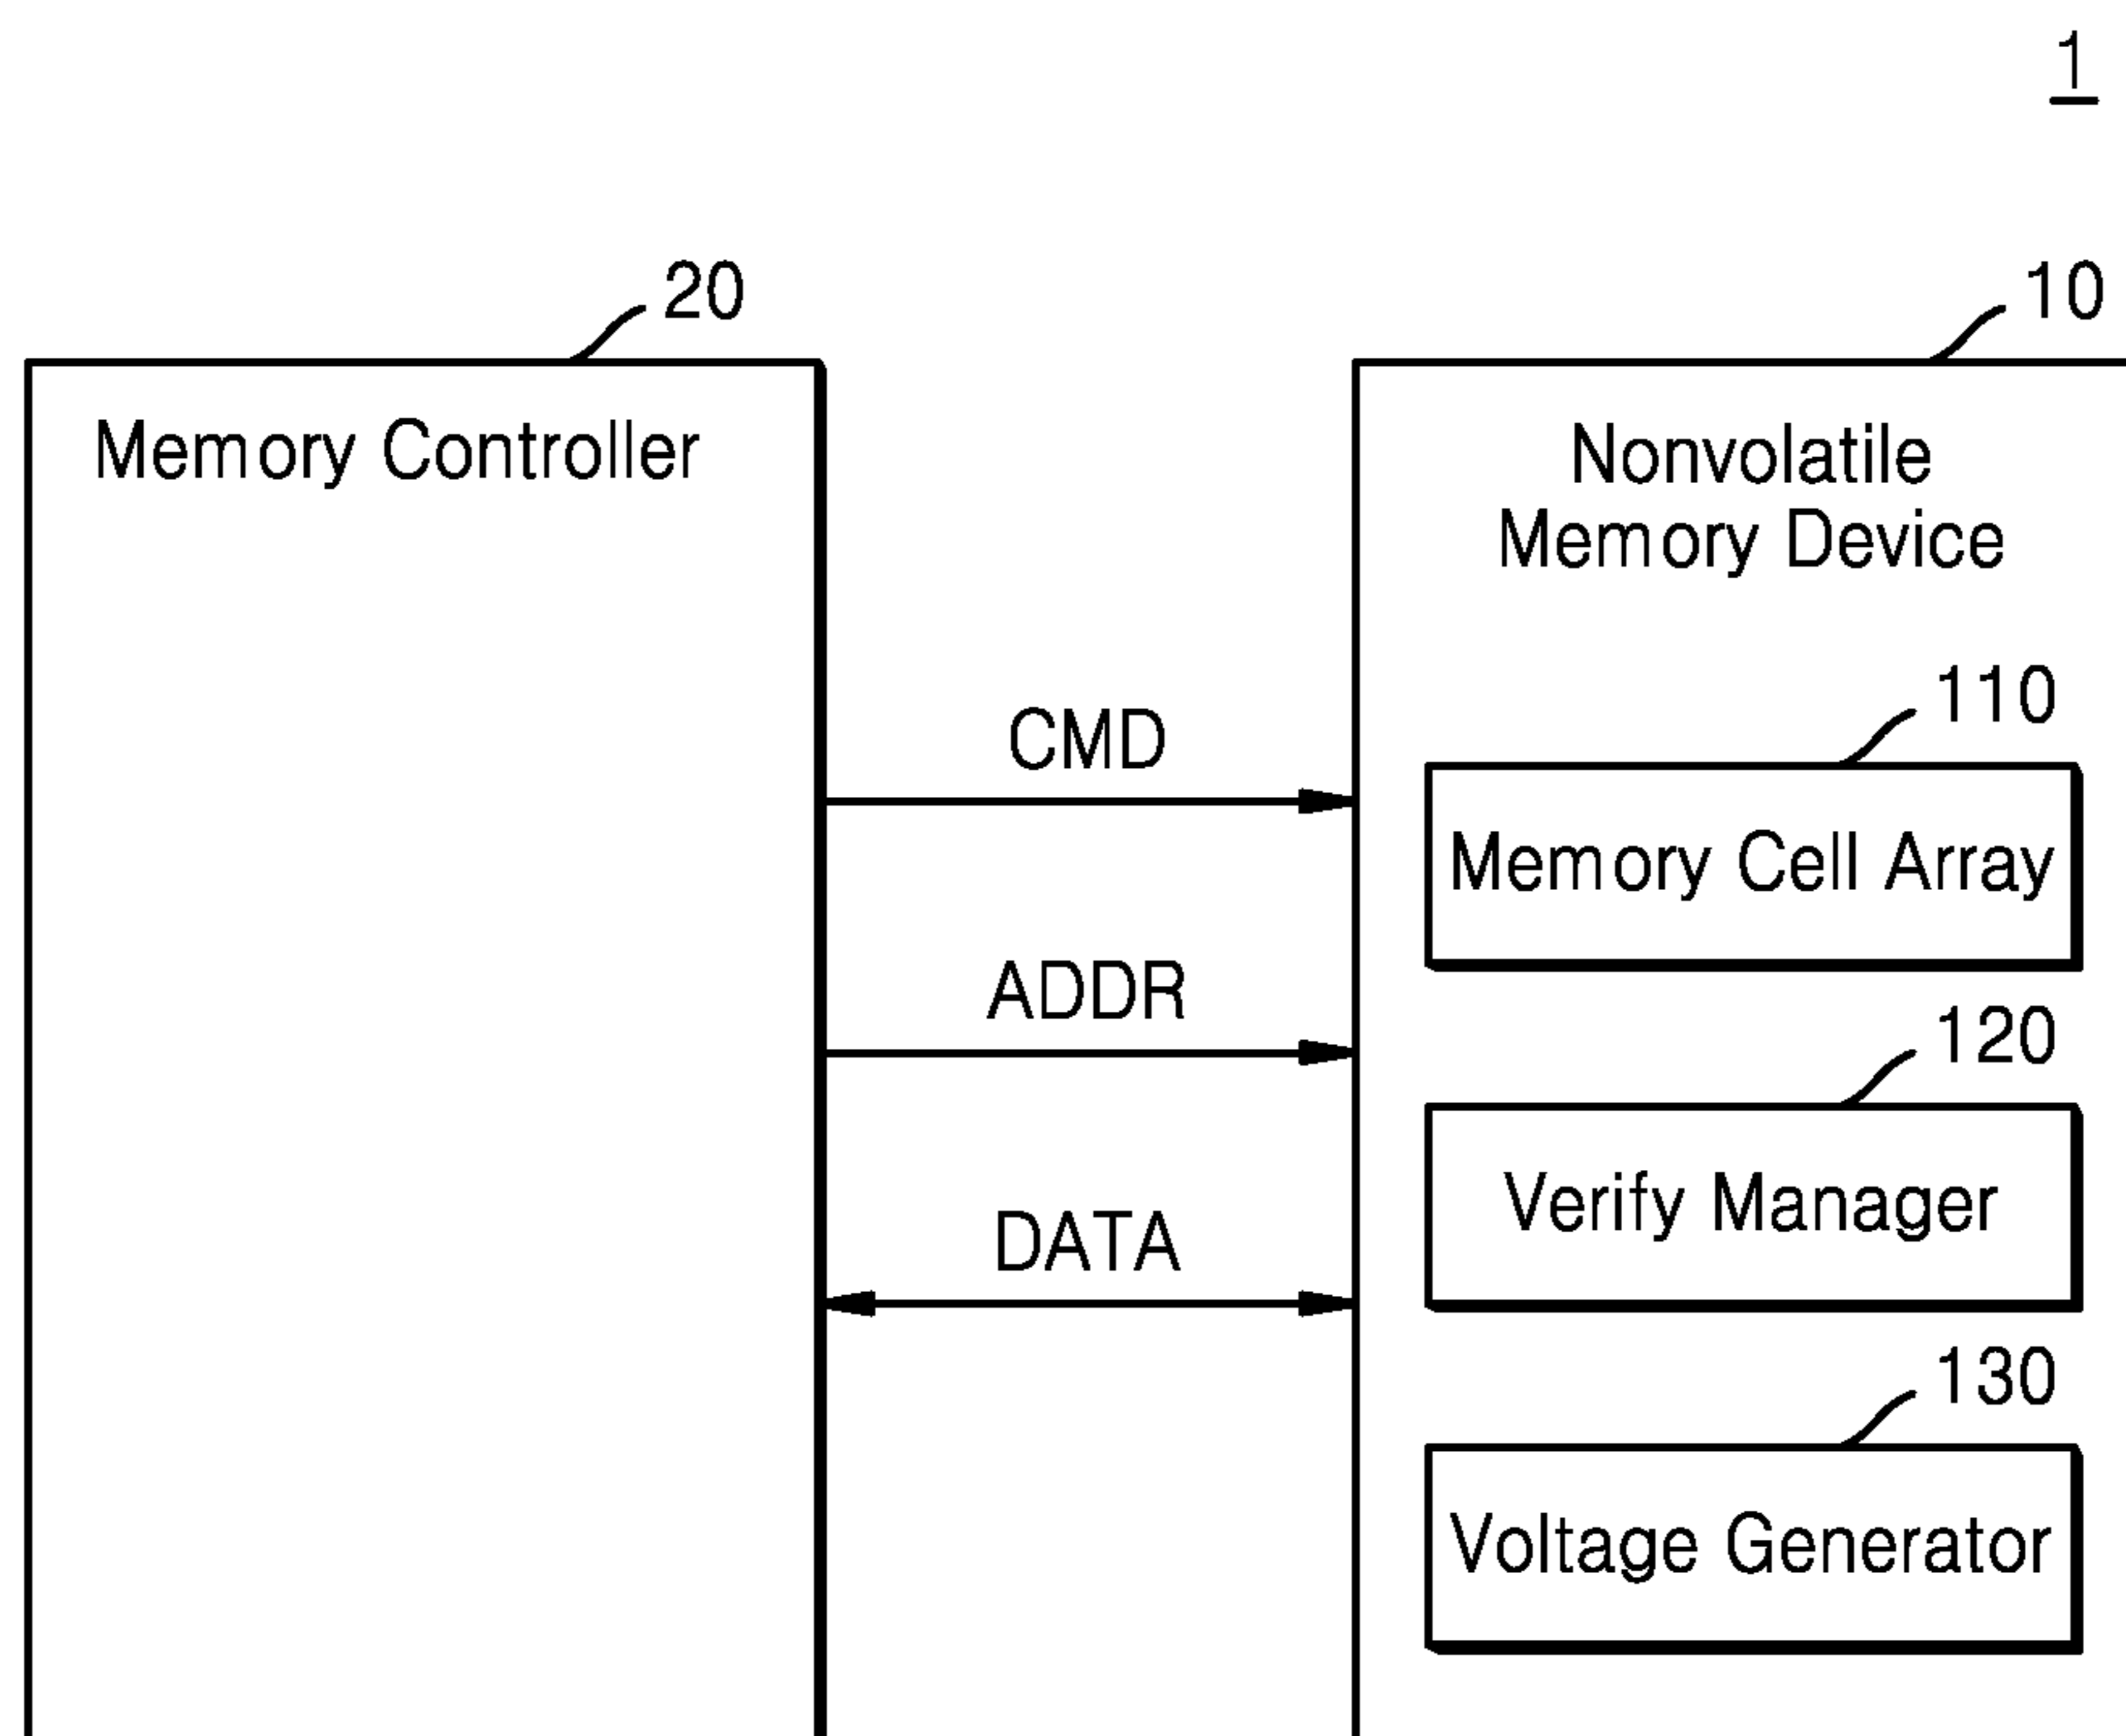 1
20
10
Memory Controller
Nonvolatile
Memory Device
110
CMD
Memory Cell Array
ADDR
120
Verify Manager
DATA
130
Voltage Generator